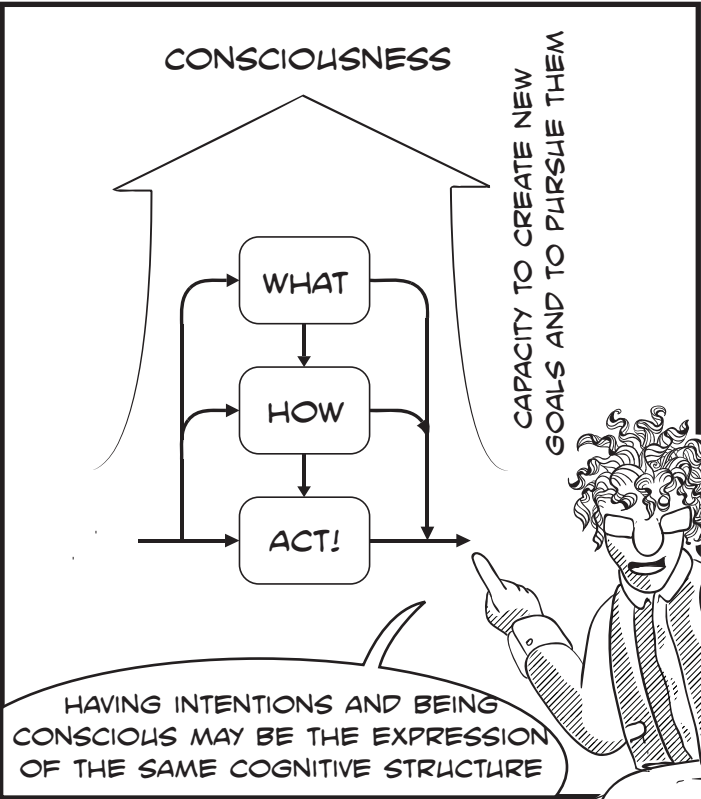 CONSCIOUSNESS
CAPACITY TO CREATE NEW
GOALS AND TO PURSUE THEM
WHAT
HOW
ACT!
HAVING INTENTIONS AND BEING
CONSCIOUS MAY BE THE EXPRESSION
OF THE SAME COGNITIVE STRUCTURE